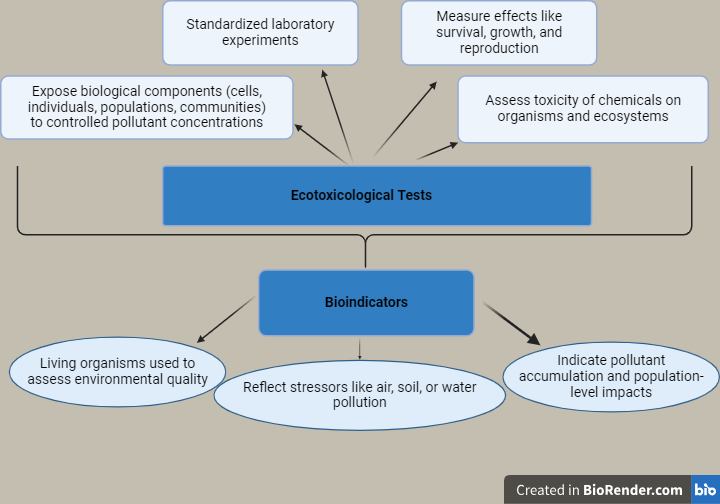 Standardized laboratory
experiments
Measure effects like
survival, growth, and
reproduction
Expose biological components (cells,
individuals, populations, communities)
to controlled pollutant concentrations
Assess toxicity of chemicals on
organisms and ecosystems
Ecotoxicological Tests
Bioindicators
Living organisms used to
assess environmental quality
Reflect stressors like air, soil, or water
pollution
Indicate pollutant
accumulation and population-
level impacts
Created in BioRender.com bio